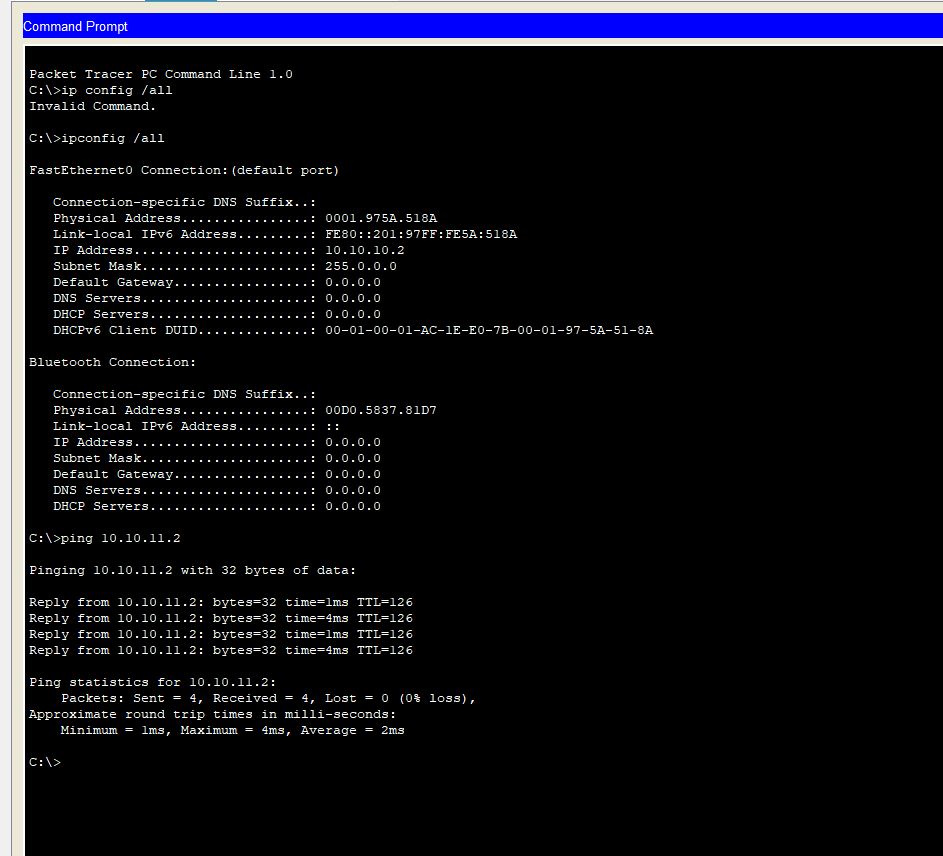 Command Prompt
Packet Tracer PC Command Line 1.0
C:\>ip config /all
Invalid Command.
C:\>ipconfig /all
FastEthernet0 Connection:(default port)
Connection-specific DNS Suffix..:
Physical Address................: 0001.975A.518A
Link-local IPv6 Address.........: FE80::201:97FF:FE5A:518A
IP Address......................: 10.10.10.2
Subnet Mask.....................: 255.0.0.0
Default Gateway.................: 0.0.0.0
DNS Servers.....................: 0.0.0.0
DHCP Servers....................: 0.0.0.0
DHCPv6 Client DUID..............: 00-01-00-01-AC-1E-E0-7B-00-01-97-5A-51-8A
Bluetooth Connection:
Connection-specific DNS Suffix..:
Physical Address................: 00D0.5837.81D7
Link-local IPv6 Address.........: ::
IP Address......................: 0.0.0.0
Subnet Mask.....................: 0.0.0.0
Default Gateway.................: 0.0.0.0
DNS Servers.....................: 0.0.0.0
DHCP Servers....................: 0.0.0.0
C:\>ping 10.10.11.2
Pinging 10.10.11.2 with 32 bytes of data:
Reply from 10.10.11.2: bytes=32 time=1ms TTL=126
Reply from 10.10.11.2: bytes=32 time=4ms TTL=126
Reply from 10.10.11.2: bytes=32 time=1ms TTL=126
Reply from 10.10.11.2: bytes=32 time=4ms TTL=126
Ping statistics for 10.10.11.2:
Packets: Sent = 4, Received = 4, Lost = 0 (0% loss),
Approximate round trip times in milli-seconds:
Minimum = 1ms, Maximum = 4ms, Average = 2ms
C:\>